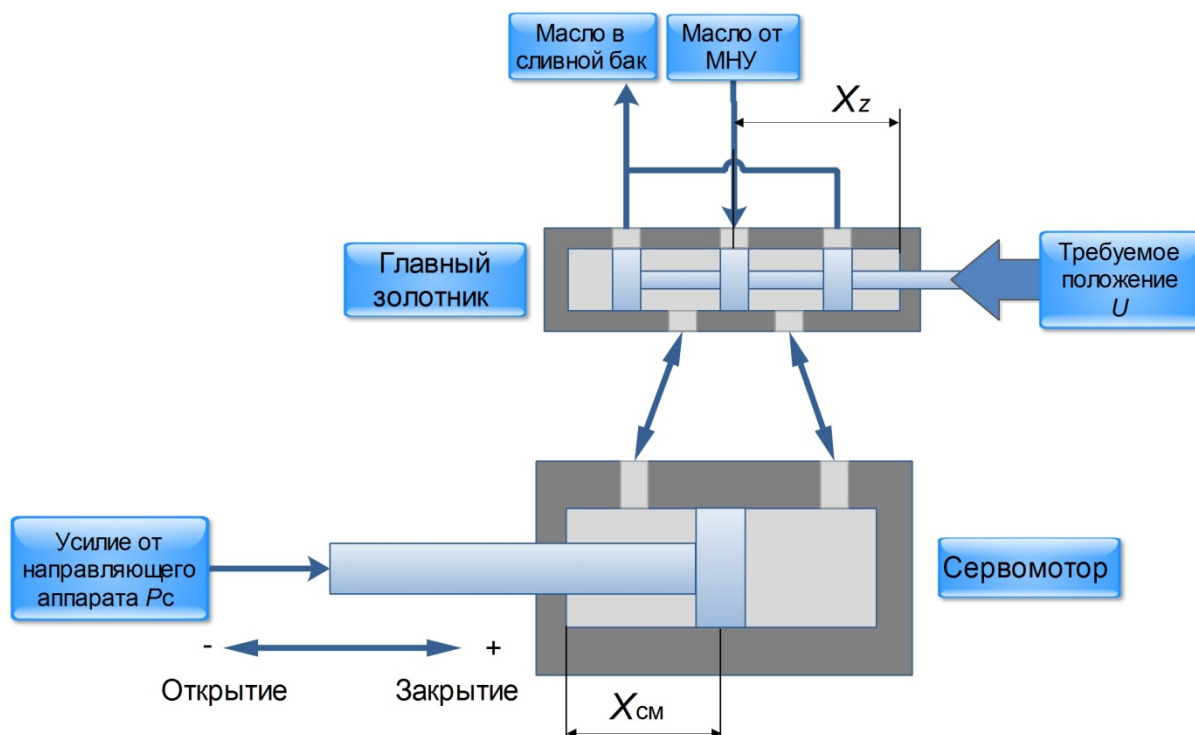 Масло в
сливной бак
Масло от
МНУ
Xz
Главный
золотник
Требуемое
положение
U
Усилие от
направляющего
аппарата Pс
Сервомотор
- +
Открытие Закрытие
Xсм